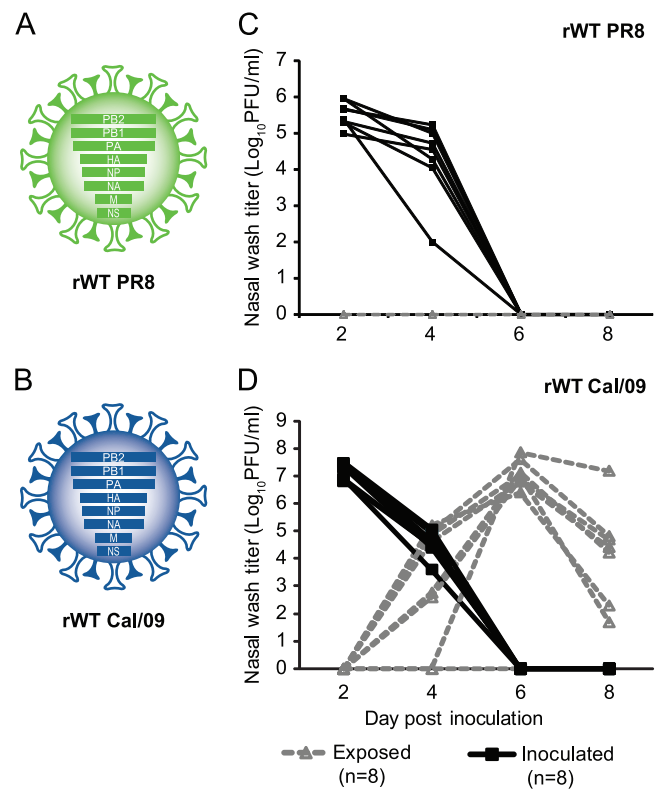 A
PB2
PB1
PA
HA
NP
NA
M
NS
rWT PR8
B
PB2
PB1
PA
HA
NP
NA
M
NS
rWT Cal/09
C
rWT PR8
Nasal wash titer (Log10PFU/ml)
7
6
5
4
3
2
1
0
2 4 6 8
D
rWT Cal/09
Nasal wash titer (Log10PFU/ml)
9
8
7
6
5
4
3
2
1
0
2 4 6 8
Day post inoculation
Exposed Inoculated
(n=8) (n=8)